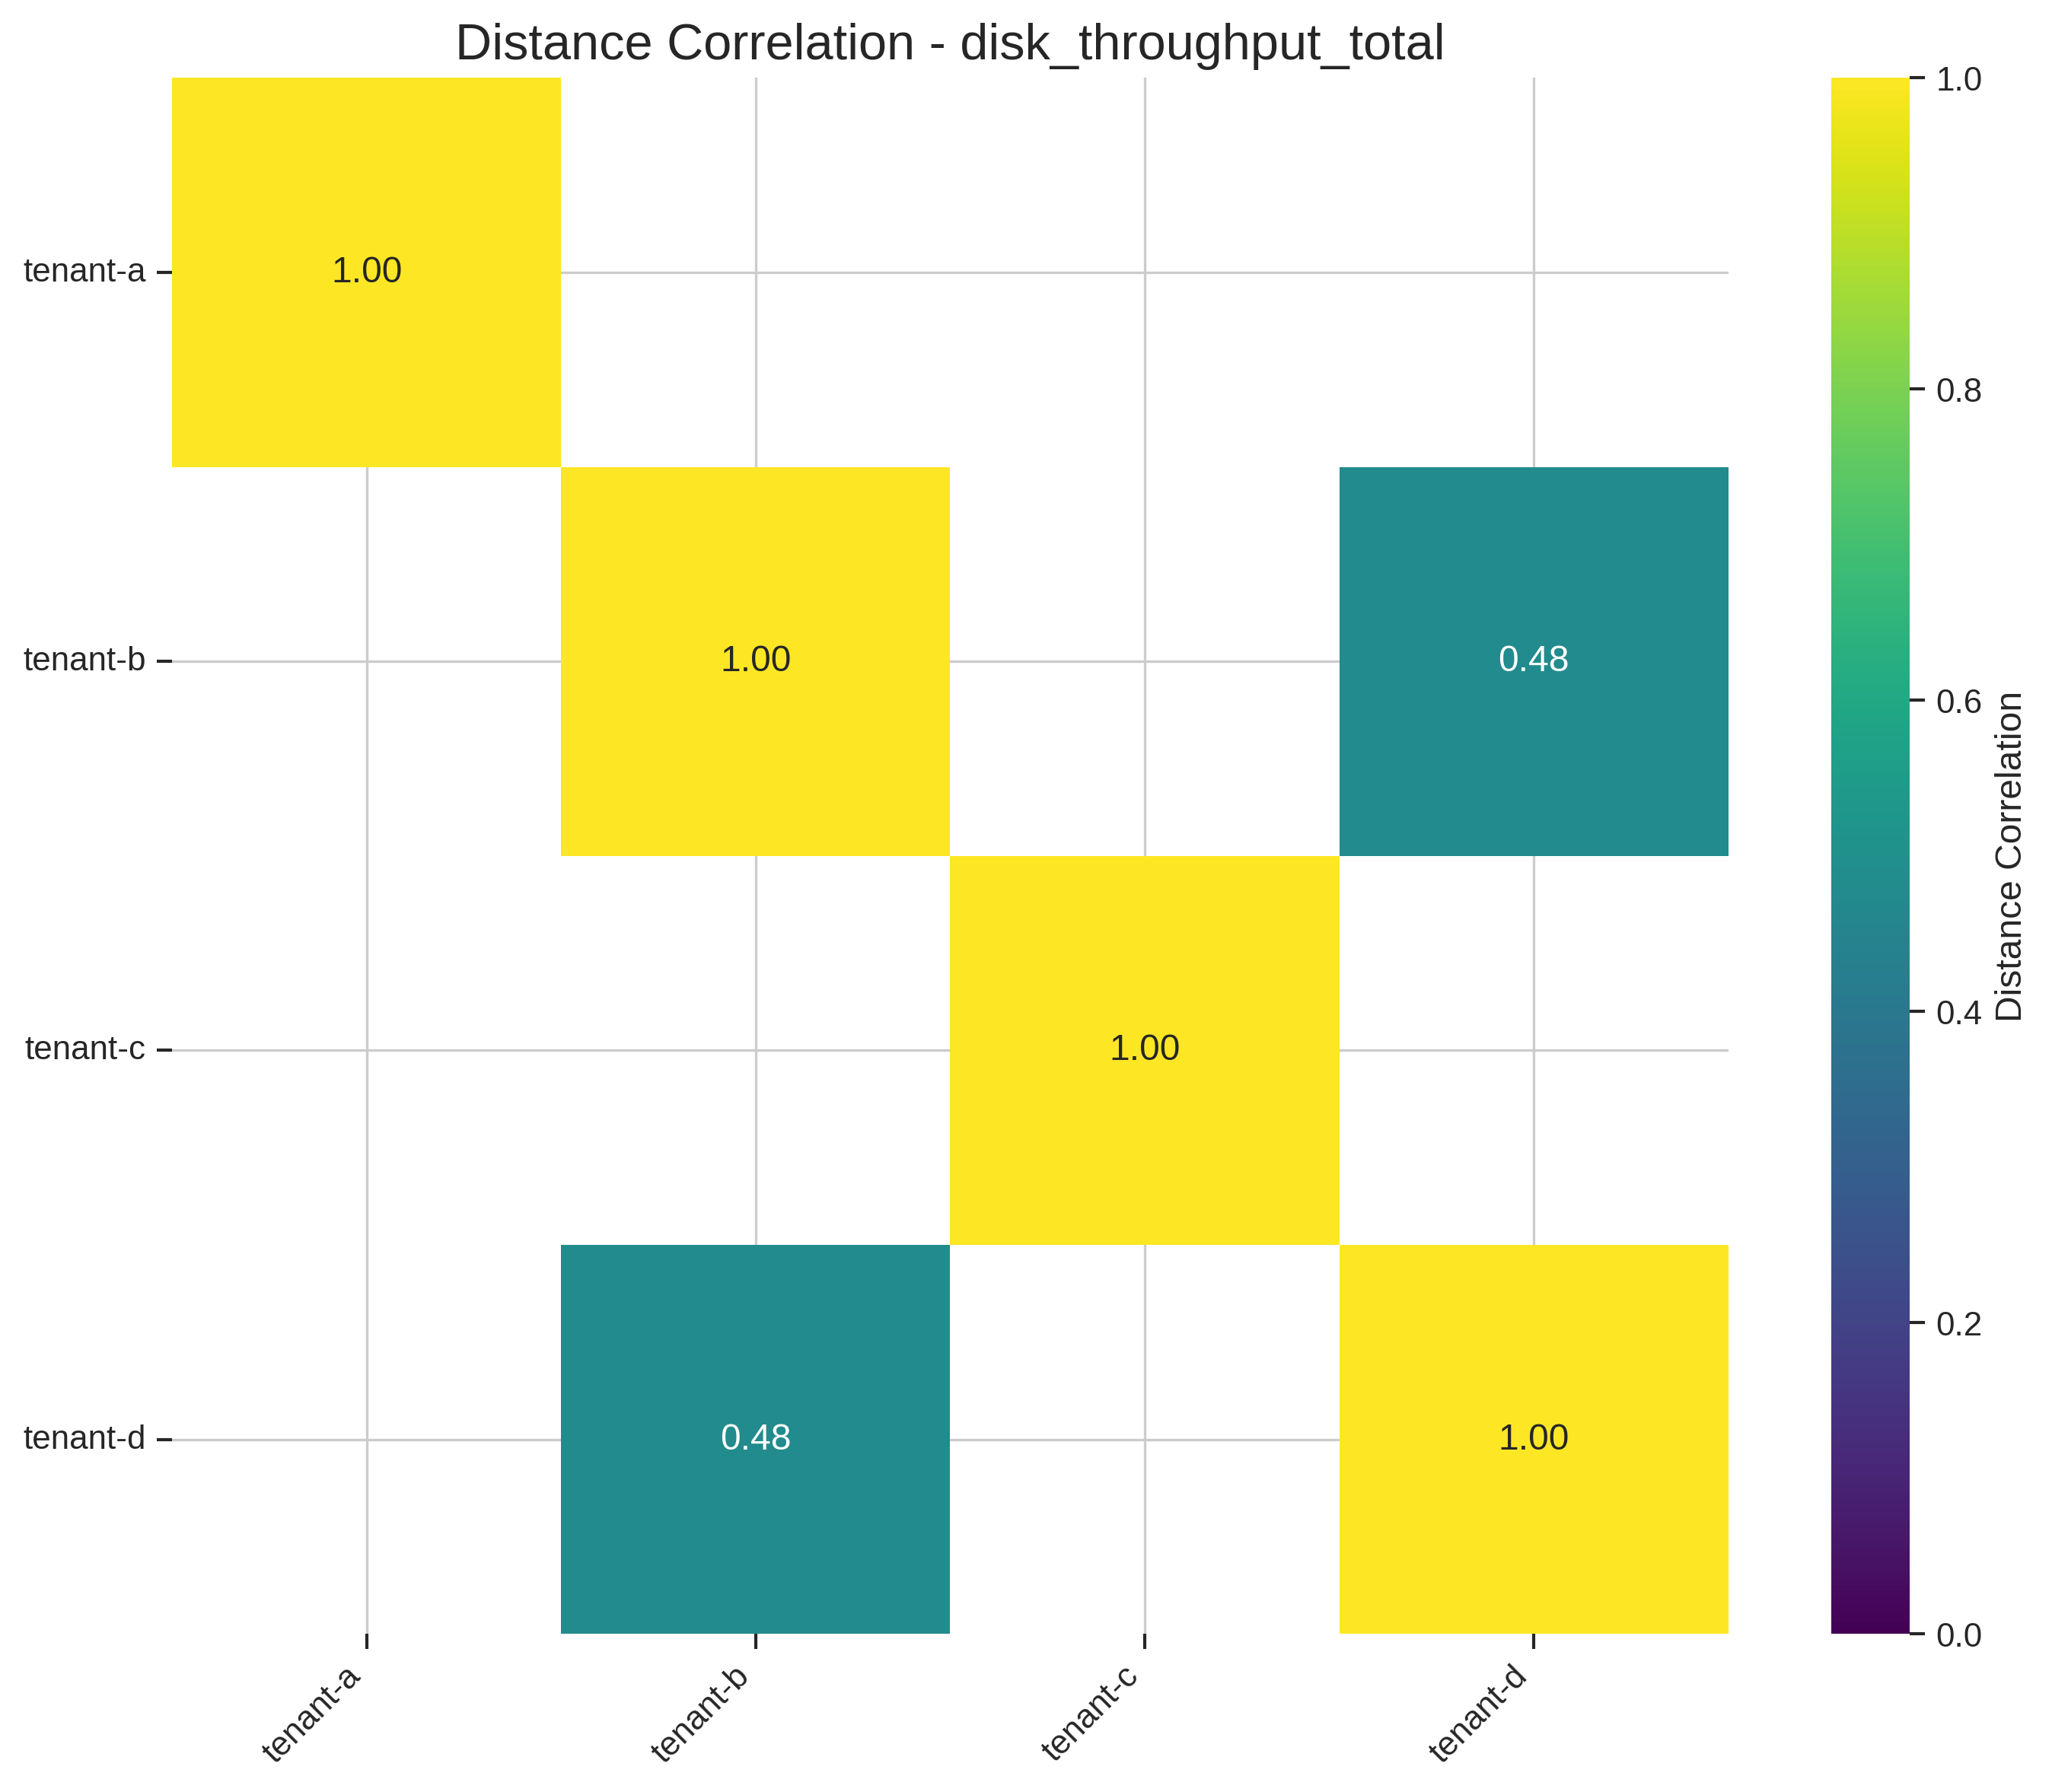 Distance Correlation - disk_throughput_total
tenant-a
1.00
tenant-b
1.00
0.48
tenant-c
1.00
tenant-d
0.48
1.00
tenant-a
tenant-b
tenant-c
tenant-d
1.0
0.8
0.6
0.4
0.2
0.0
Distance Correlation